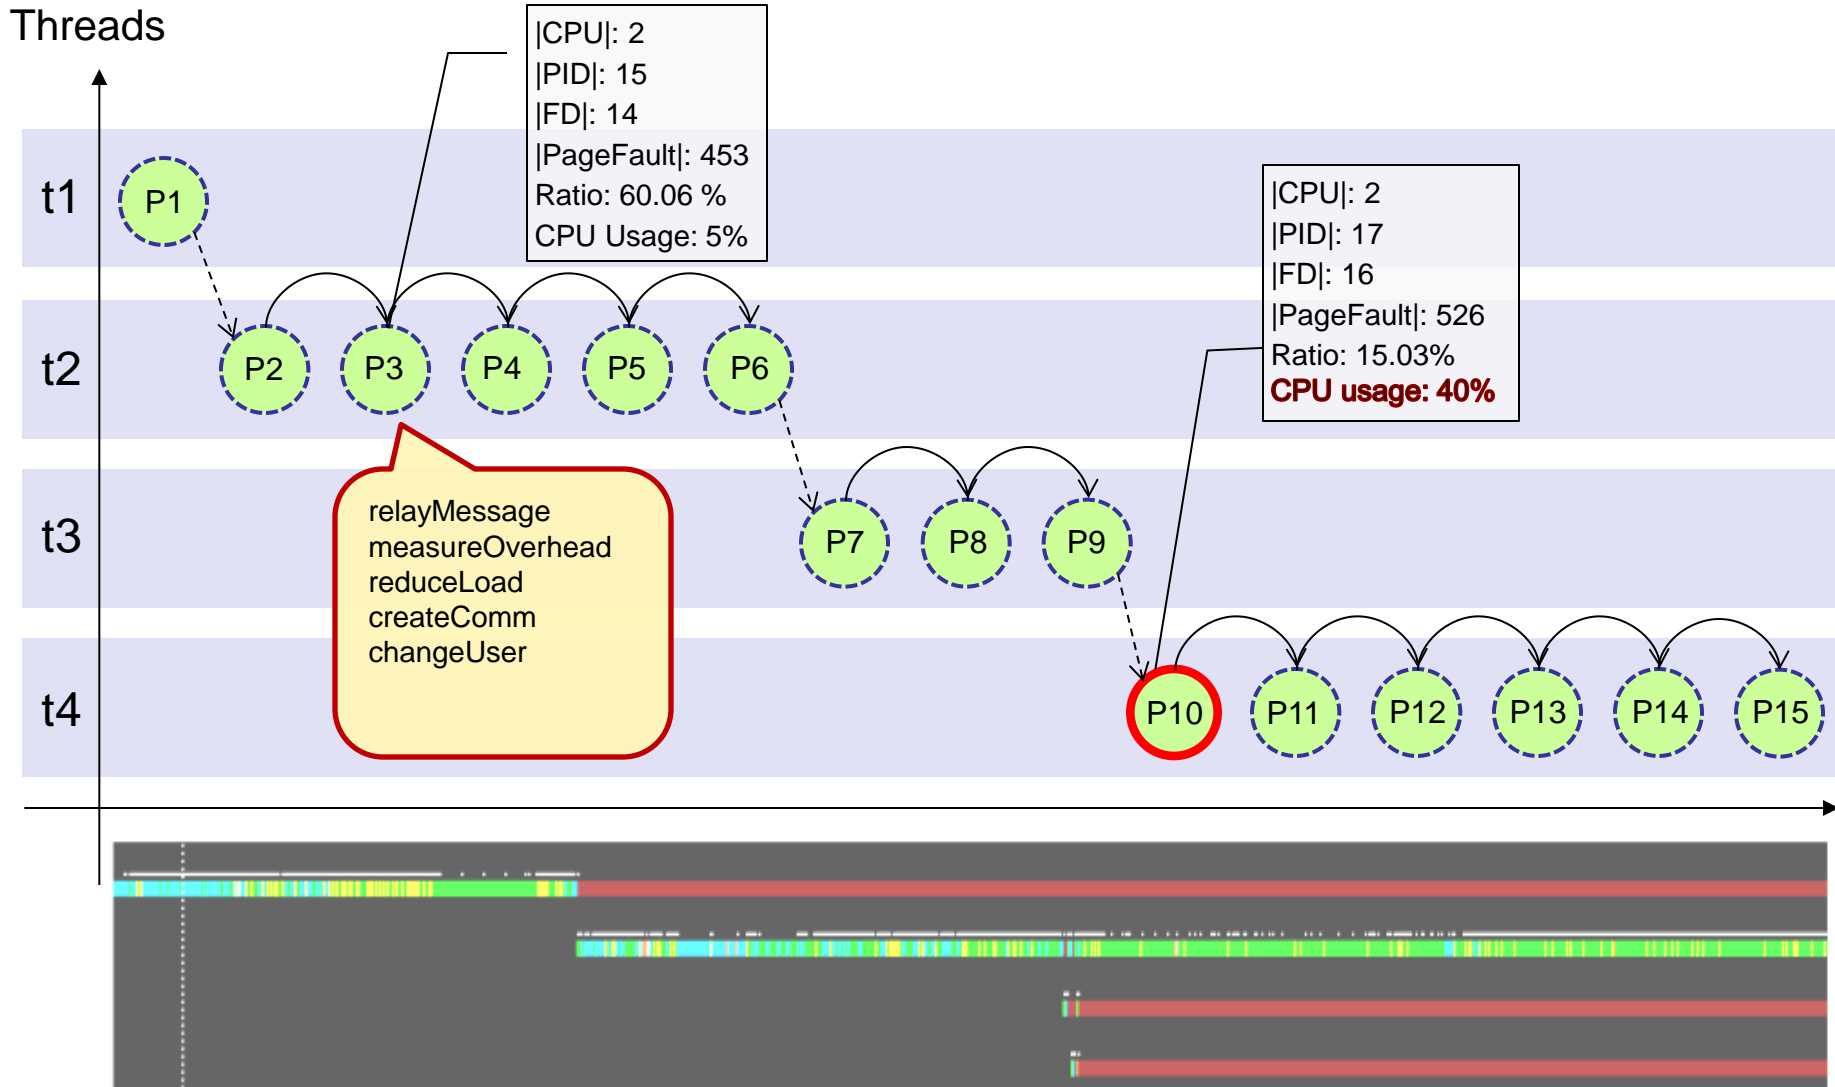 Threads
|CPU|: 2
|PID|: 15
|FD|: 14
|PageFault|: 453
Ratio: 60.06 %
CPU Usage: 5%
|CPU|: 2
|PID|: 17
|FD|: 16
|PageFault|: 526
Ratio: 15.03%
CPU usage: 40%
t1
P1
t2
P2 P3 P4 P5 P6
relayMessage
measureOverhead
reduceLoad
createComm
changeUser
t3
P7 P8 P9
t4
P10 P11 P12 P13 P14 P15